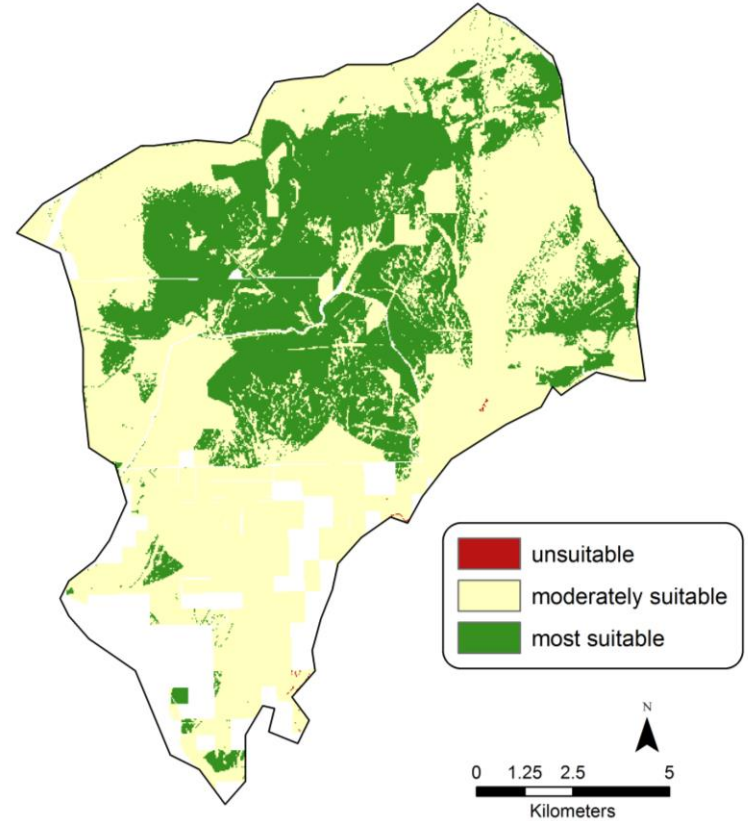 unsuitable
moderately suitable
most suitable
N
0 1.25 2.5 5
Kilometers